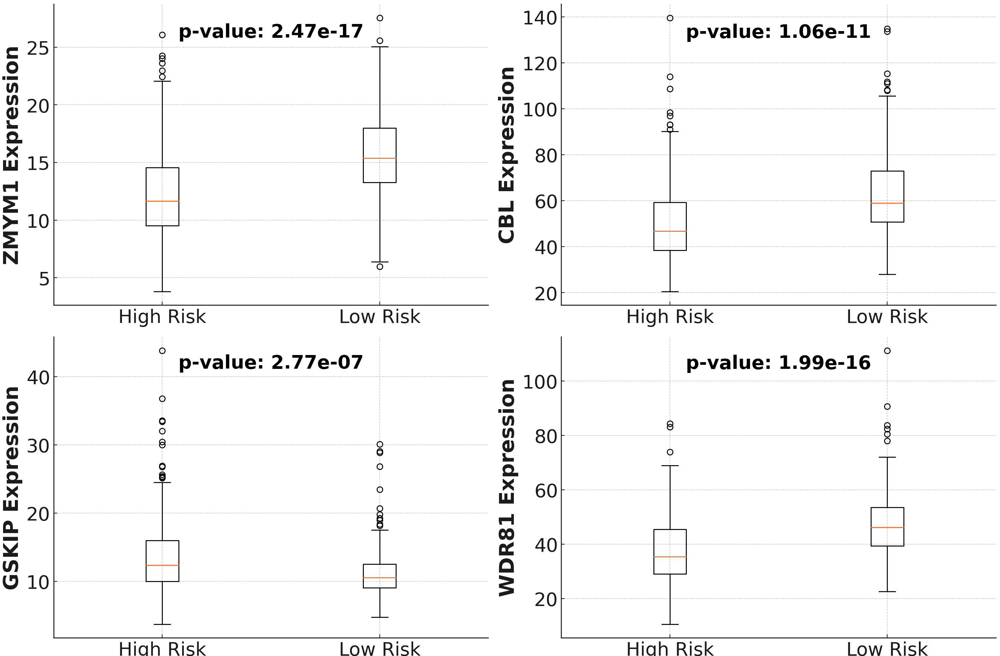 ZMYM1 Expression
25
20
15
10
5
p-value: 2.47e-17
High Risk
Low Risk
CBL Expression
140
120
100
80
60
40
20
p-value: 1.06e-11
High Risk
Low Risk
GSKIP Expression
40
30
20
10
p-value: 2.77e-07
High Risk
Low Risk
WDR81 Expression
100
80
60
40
20
p-value: 1.99e-16
High Risk
Low Risk